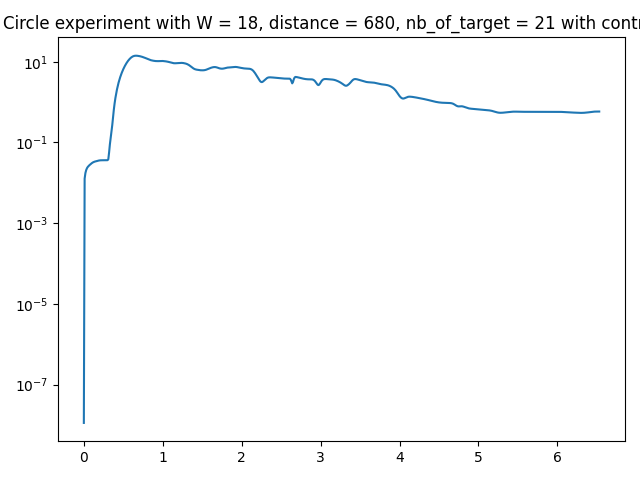 Circle experiment with W = 18, distance = 680, nb_of_target = 21 with
10¹
10⁻¹
10⁻³
10⁻⁵
10⁻⁷
0 1 2 3 4 5 6